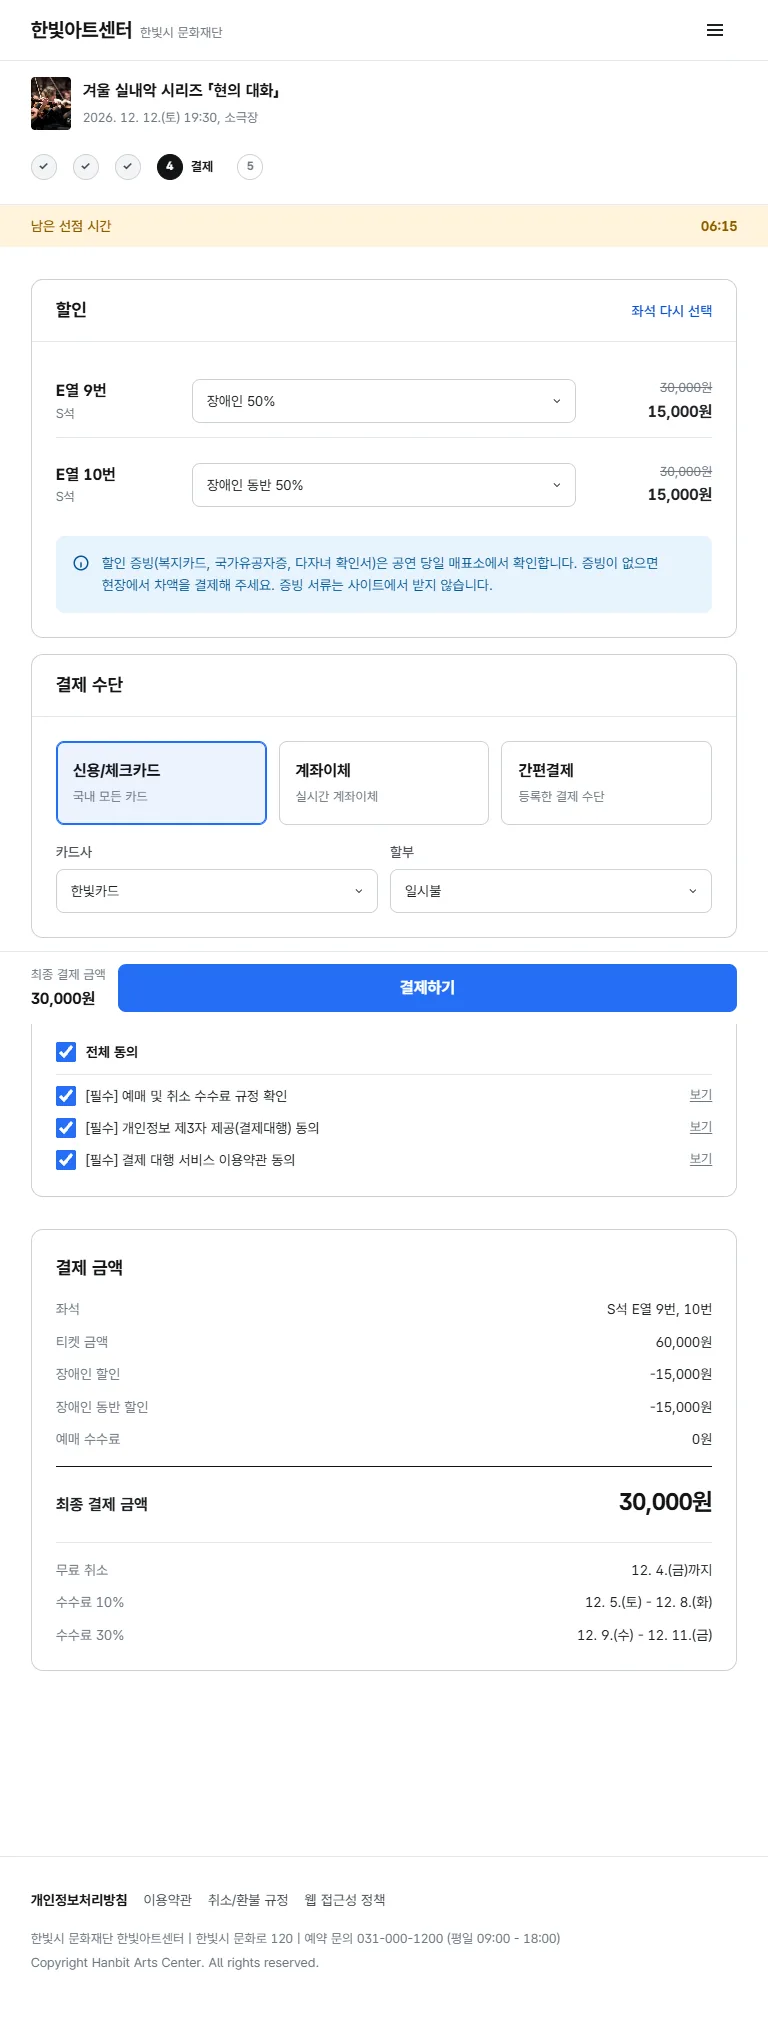 한빛아트센터 한빛시 문화재단
겨울 실내악 시리즈 「현의 대화」
2026. 12. 12.(토) 19:30, 소극장
4 결제 5
남은 선점 시간 06:15
할인 좌석 다시 선택
E열 9번 장애인 50% 30,000원
S석 15,000원
E열 10번 장애인 동반 50% 30,000원
S석 15,000원
할인 증빙(복지카드, 국가유공자증, 다자녀 확인서)은 공연 당일 매표소에서 확인합니다. 증빙이 없으면
현장에서 차액을 결제해 주세요. 증빙 서류는 사이트에서 받지 않습니다.
결제 수단
신용/체크카드 계좌이체 간편결제
국내 모든 카드 실시간 계좌이체 등록한 결제 수단
카드사 할부
한빛카드 일시불
최종 결제 금액
30,000원 결제하기
전체 동의
[필수] 예매 및 취소 수수료 규정 확인 보기
[필수] 개인정보 제3자 제공(결제대행) 동의 보기
[필수] 결제 대행 서비스 이용약관 동의 보기
결제 금액
좌석 S석 E열 9번, 10번
티켓 금액 60,000원
장애인 할인 -15,000원
장애인 동반 할인 -15,000원
예매 수수료 0원
최종 결제 금액 30,000원
무료 취소 12. 4.(금)까지
수수료 10% 12. 5.(토) - 12. 8.(화)
수수료 30% 12. 9.(수) - 12. 11.(금)
개인정보처리방침 이용약관 취소/환불 규정 웹 접근성 정책
한빛시 문화재단 한빛아트센터 | 한빛시 문화로 120 | 예약 문의 031-000-1200 (평일 09:00 - 18:00)
Copyright Hanbit Arts Center. All rights reserved.